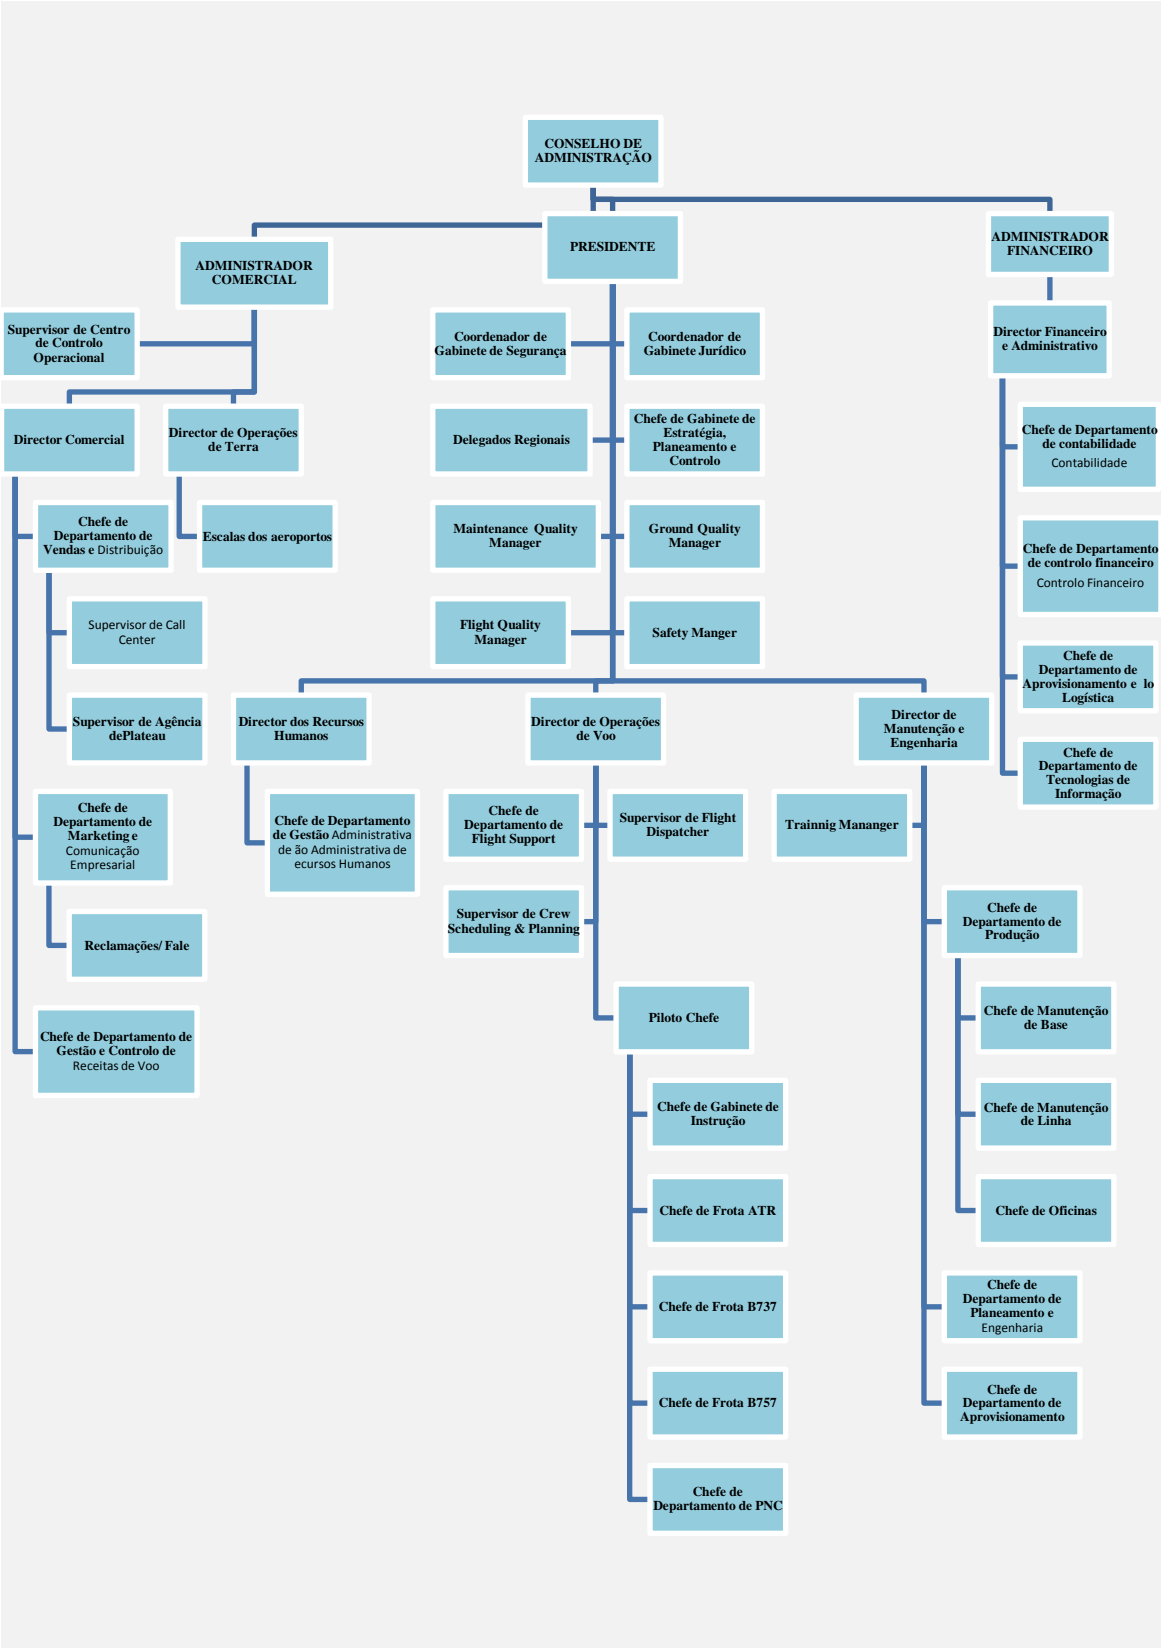 CONSELHO DE
ADMINISTRAÇÃO
PRESIDENTE
ADMINISTRADOR
FINANCEIRO
ADMINISTRADOR
COMERCIAL
Supervisor de Centro
de Controlo
Operacional
Coordenador de
Gabinete de Segurança
Coordenador de
Gabinete Jurídico
Director Financeiro
e Administrativo
Director Comercial
Director de Operações
de Terra
Delegados Regionais
Chefe de Gabinete de
Estratégia,
Planeamento e
Controlo
Chefe de Departamento
de contabilidade
Contabilidade
Chefe de
Departamento de
Vendas e Distribuição
Escalas dos aeroportos
Maintenance Quality
Manager
Ground Quality
Manager
Chefe de Departamento
de controlo financeiro
Controlo Financeiro
Supervisor de Call
Center
Flight Quality
Manager
Safety Manger
Chefe de
Departamento de
Aprovisionamento e lo
Logística
Supervisor de Agência
dePlateau
Director dos Recursos
Humanos
Director de Operações
de Voo
Director de
Manutenção e
Engenharia
Chefe de
Departamento de
Tecnologias de
Informação
Chefe de
Departamento de
Marketing e
Comunicação
Empresarial
Chefe de Departamento
de Gestão Administrativa
de ão Administrativa de
ecursos Humanos
Chefe de
Departamento de
Flight Support
Supervisor de Flight
Dispatcher
Trainnig Mananger
Reclamações/ Fale
Supervisor de Crew
Scheduling & Planning
Chefe de
Departamento de
Produção
Chefe de Departamento de
Gestão e Controlo de
Receitas de Voo
Piloto Chefe
Chefe de Manutenção
de Base
Chefe de Gabinete de
Instrução
Chefe de Manutenção
de Linha
Chefe de Frota ATR
Chefe de Oficinas
Chefe de Frota B737
Chefe de
Departamento de
Planeamento e
Engenharia
Chefe de Frota B757
Chefe de
Departamento de
Aprovisionamento
Chefe de
Departamento de PNC